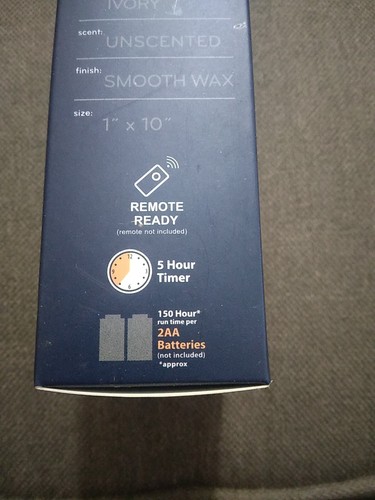 IVORY
scent: UNSCENTED
finish: SMOOTH WAX
size: 1" x 10"
REMOTE
READY
(remote not included)
5 Hour
Timer
150 Hour*
run time per
2AA
Batteries
(not included)
*approx